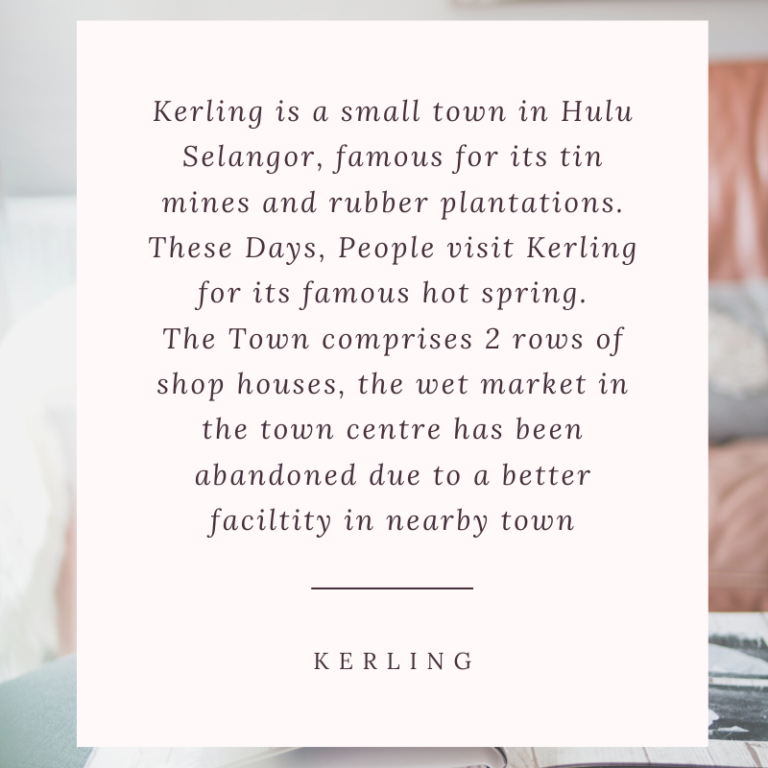 Kerling is a small town in Hulu
Selangor, famous for its tin
mines and rubber plantations.
These Days, People visit Kerling
for its famous hot spring.
The Town comprises 2 rows of
shop houses, the wet market in
the town centre has been
abandoned due to a better
faciltity in nearby town
KERLING